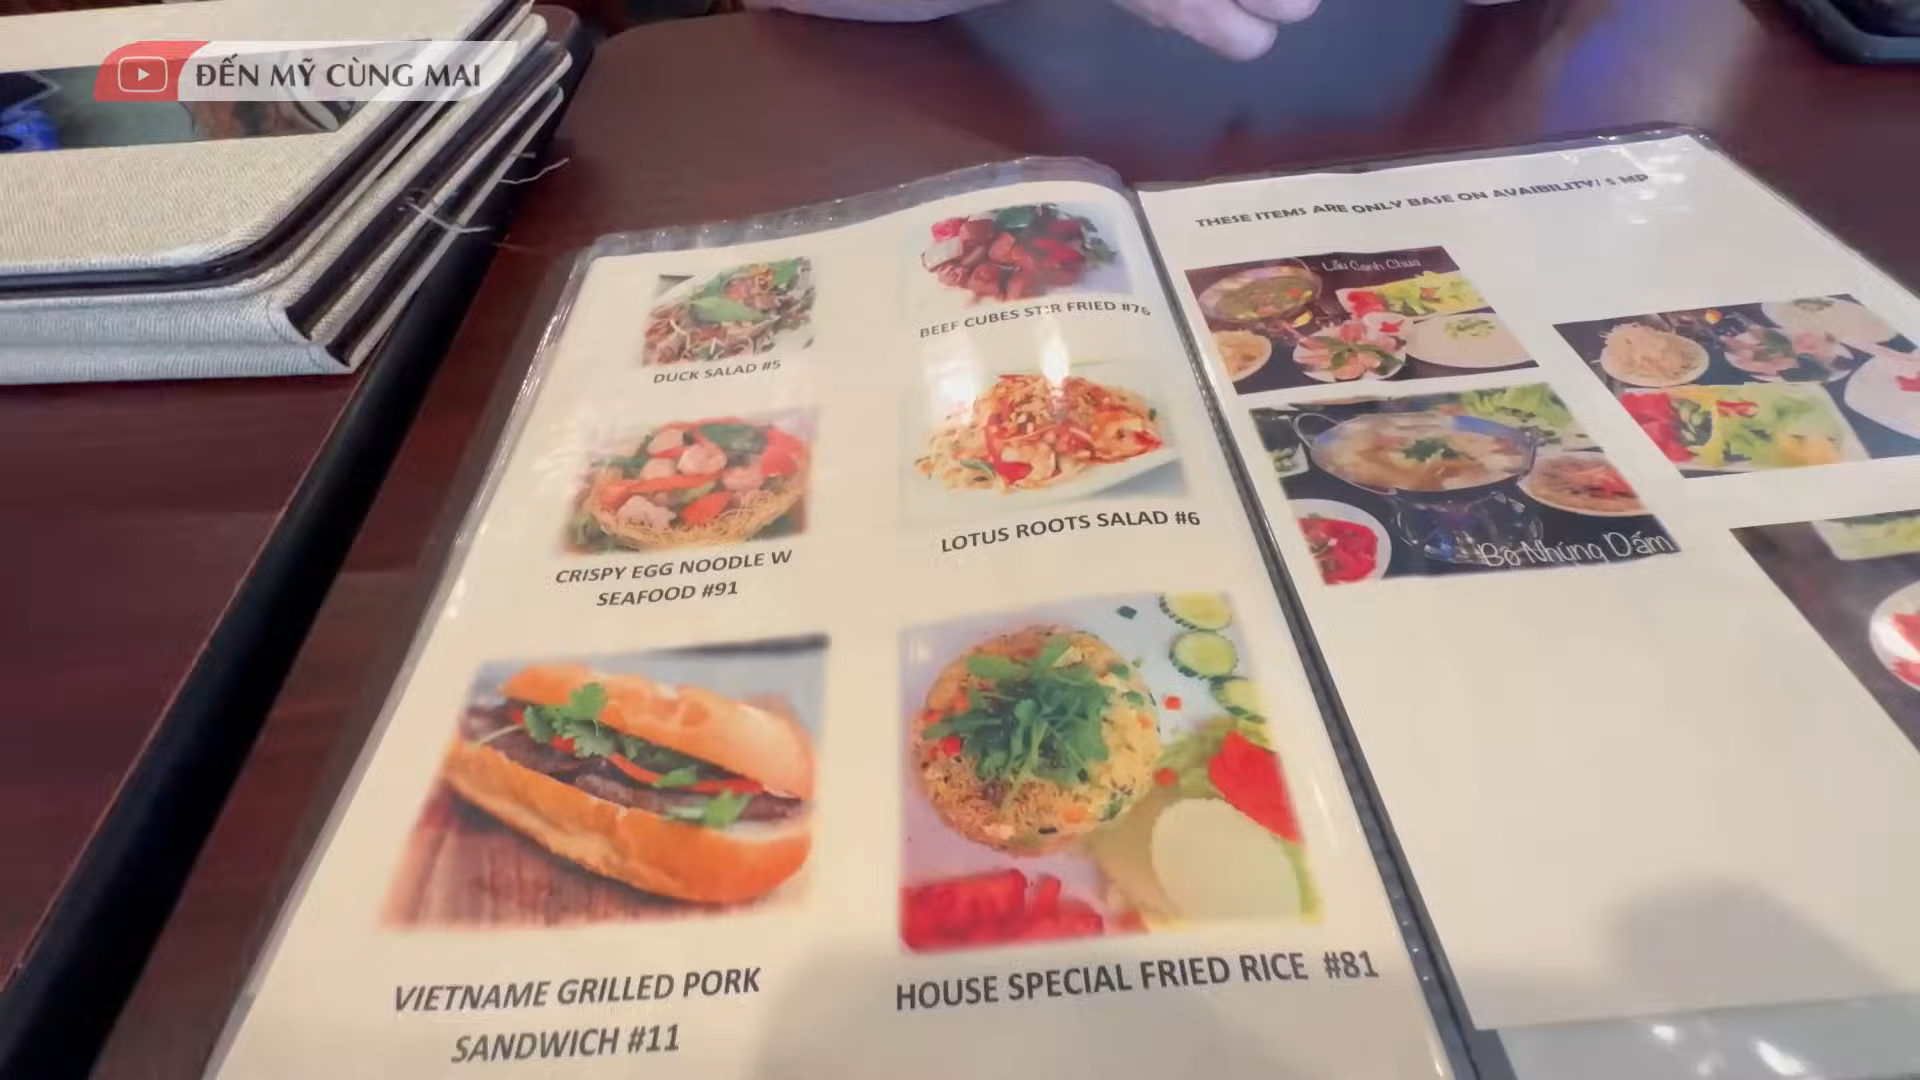 ĐẾN MỸ CÙNG MAI
DUCK SALAD #5
BEEF CUBES STIR FRIED #76
CRISPY EGG NOODLE W
SEAFOOD #91
LOTUS ROOTS SALAD #6
VIETNAME GRILLED PORK
SANDWICH #11
HOUSE SPECIAL FRIED RICE #81
THESE ITEMS ARE ONLY BASE ON AVAIBILITY/ $ MP
Lẩu Canh Chua
Bò Nhúng Dấm